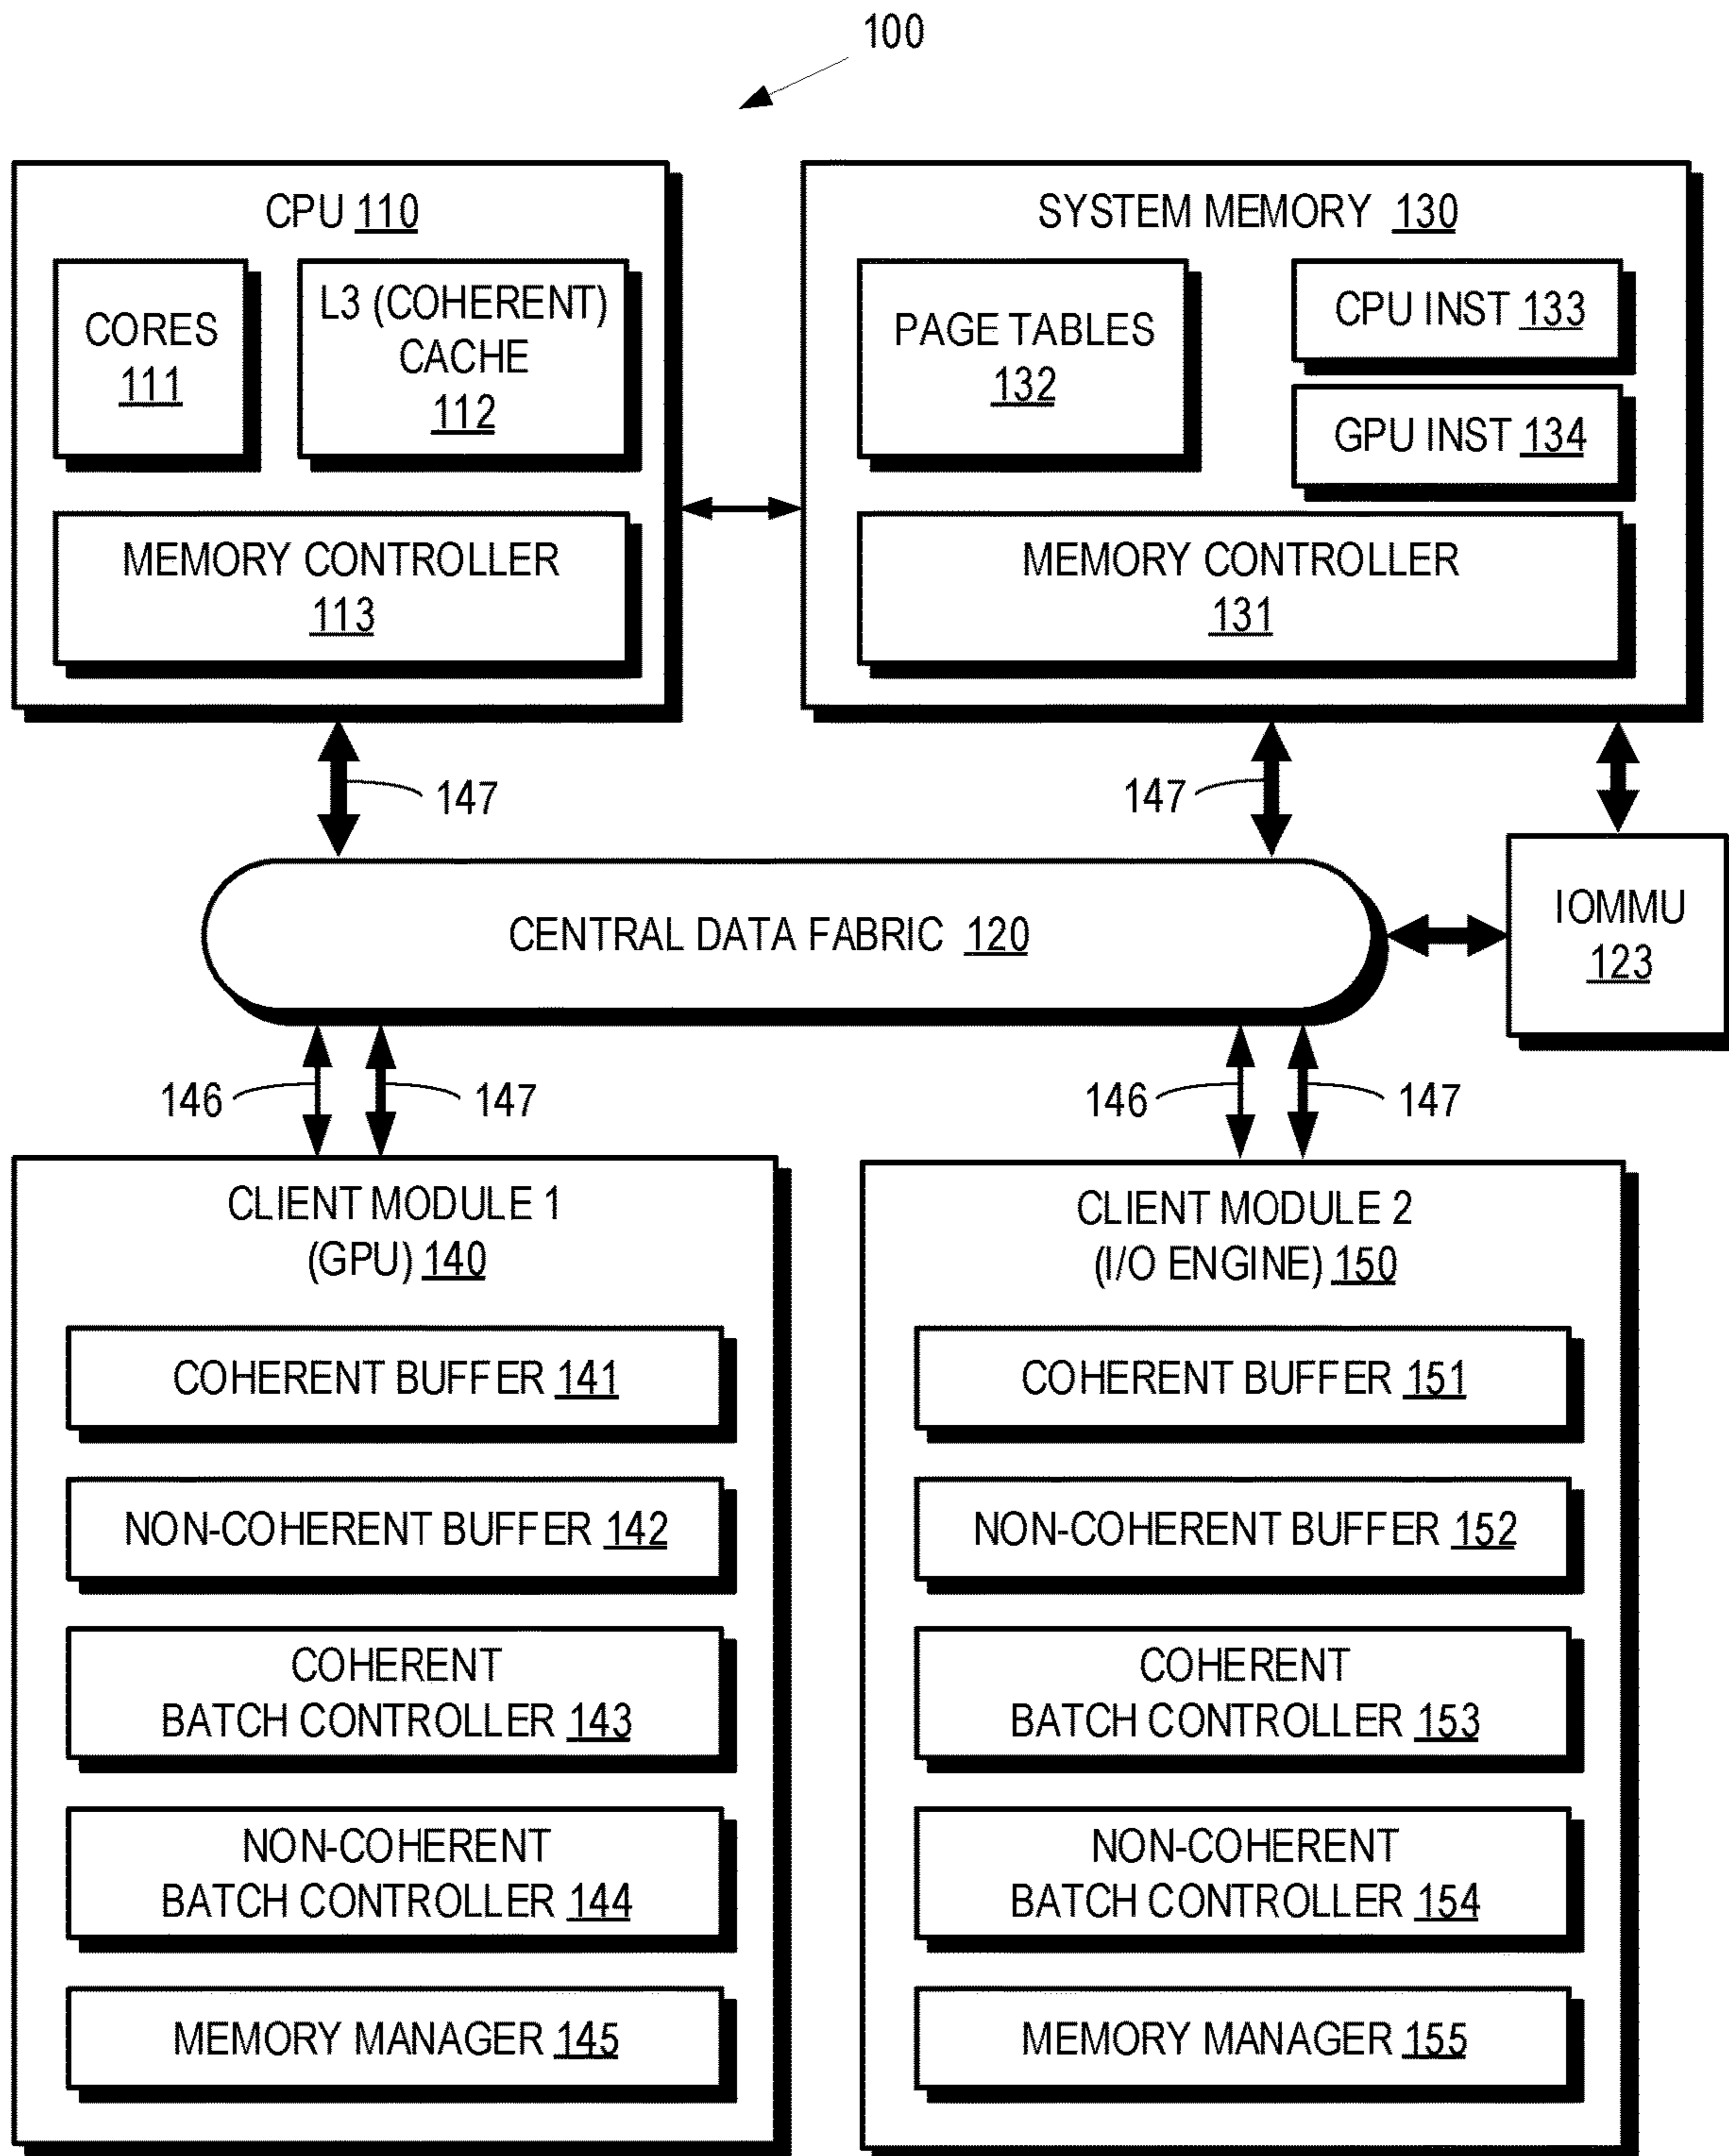 100
CPU 110
CORES
111
L3 (COHERENT)
CACHE
112
MEMORY CONTROLLER
113
SYSTEM MEMORY 130
PAGE TABLES
132
CPU INST 133
GPU INST 134
MEMORY CONTROLLER
131
147
147
CENTRAL DATA FABRIC 120
IOMMU
123
146
147
146
147
CLIENT MODULE 1
(GPU) 140
COHERENT BUFFER 141
NON-COHERENT BUFFER 142
COHERENT
BATCH CONTROLLER 143
NON-COHERENT
BATCH CONTROLLER 144
MEMORY MANAGER 145
CLIENT MODULE 2
(I/O ENGINE) 150
COHERENT BUFFER 151
NON-COHERENT BUFFER 152
COHERENT
BATCH CONTROLLER 153
NON-COHERENT
BATCH CONTROLLER 154
MEMORY MANAGER 155